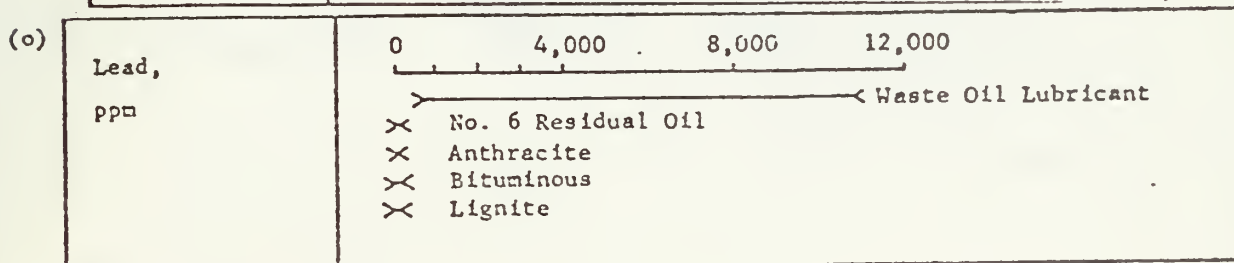 (o)
Lead,
ppm
0 4,000 8,000 12,000
Waste Oil Lubricant
No. 6 Residual Oil
Anthracite
Bituminous
Lignite